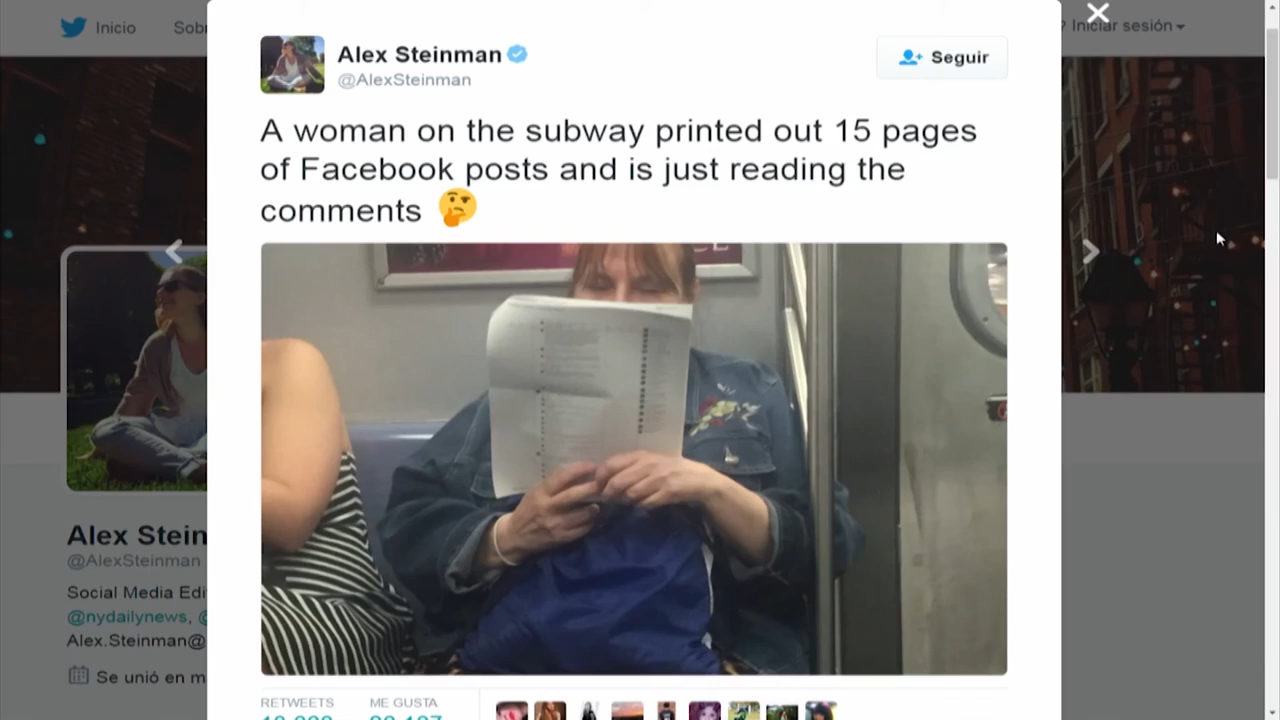 Inicio
Iniciar sesión
Alex Steinman
@AlexSteinman
Seguir
A woman on the subway printed out 15 pages
of Facebook posts and is just reading the
comments 🤔
Alex Stein
@AlexSteinman
Social Media Edi
@nydailynews,
Alex.Steinman@
Se unió en m
RETWEETS ME GUSTA